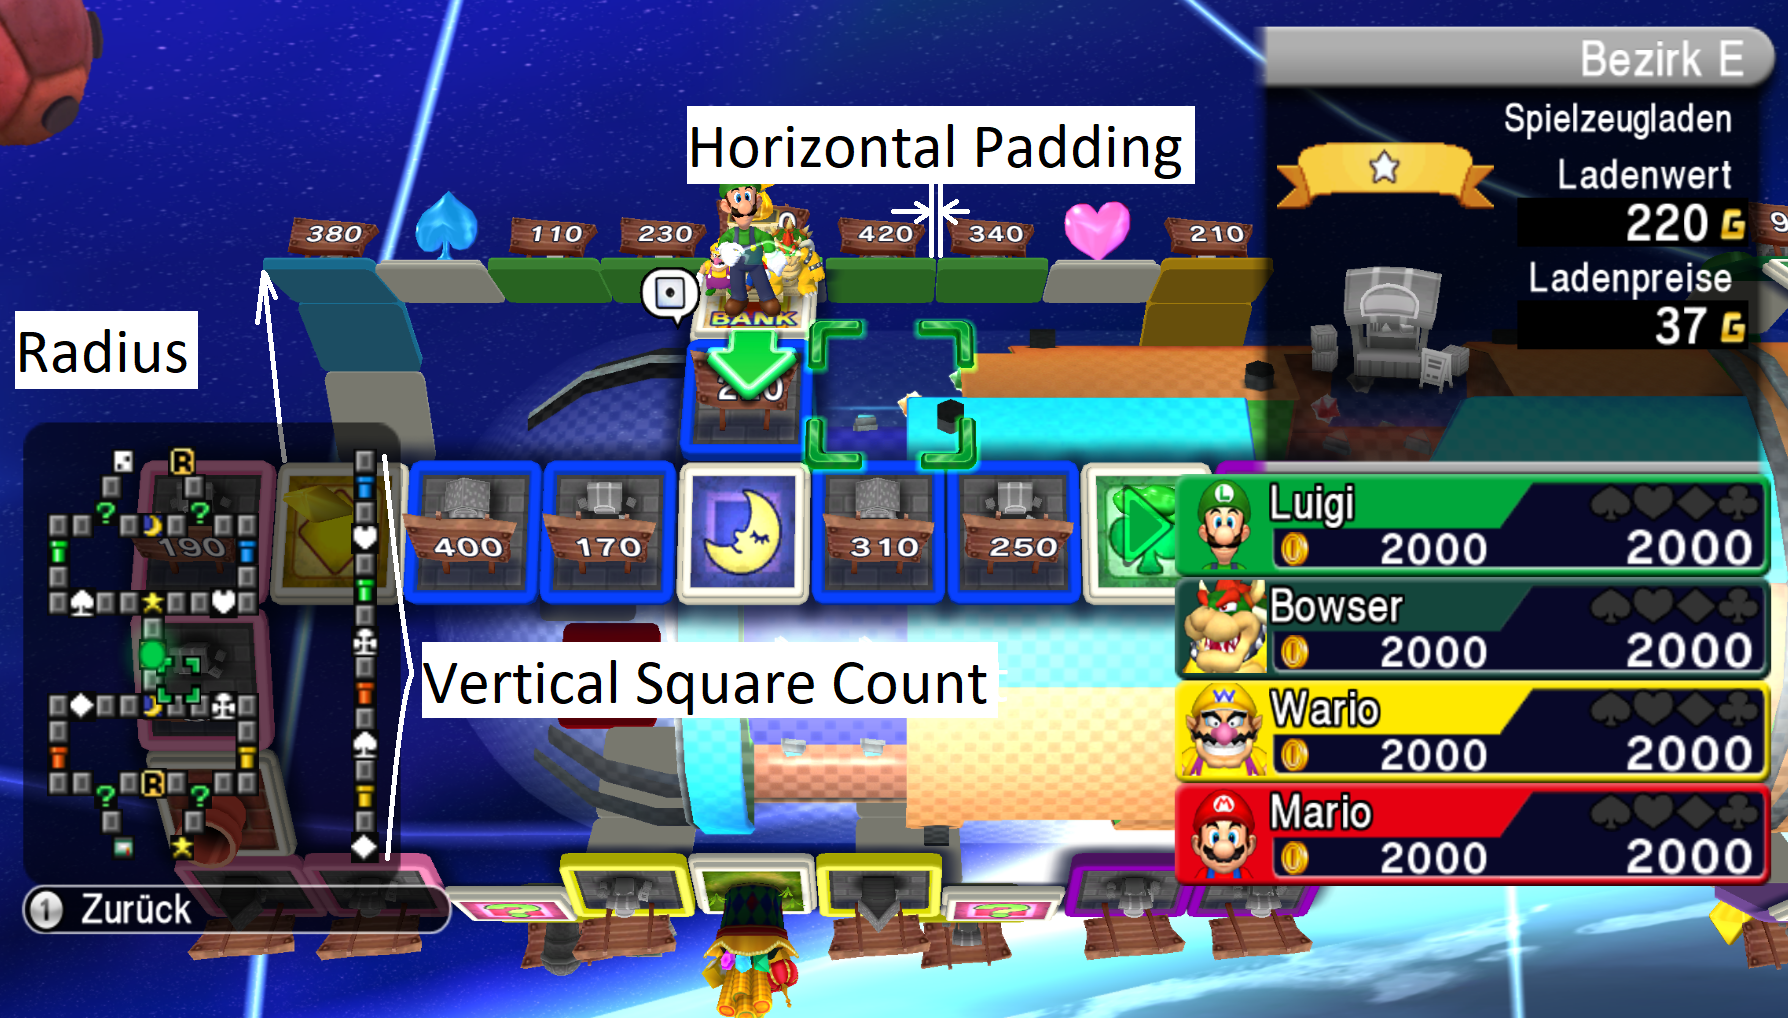 Bezirk E
Spielzeugladen
Ladenwert
220 G
Ladenpreise
37 G
Horizontal Padding
380
110
230
420
340
210
BANK
Radius
R
?
?
190
400
170
310
250
Vertical Square Count
R
?
?
L
Luigi
2000
2000
Bowser
2000
2000
W
Wario
2000
2000
M
Mario
2000
2000
1 Zurück
?
?